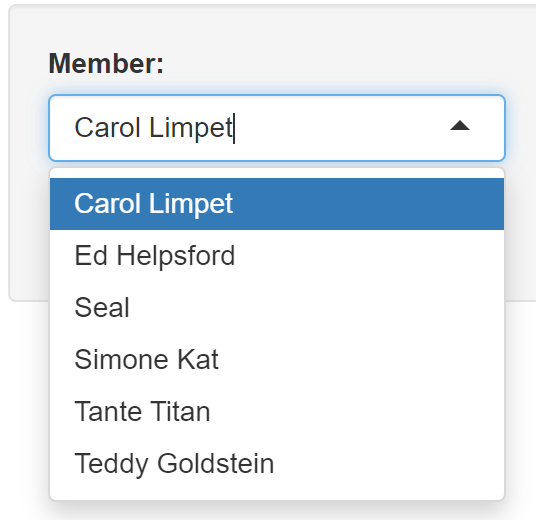 Member:
Carol Limpet
Carol Limpet
Ed Helpsford
Seal
Simone Kat
Tante Titan
Teddy Goldstein